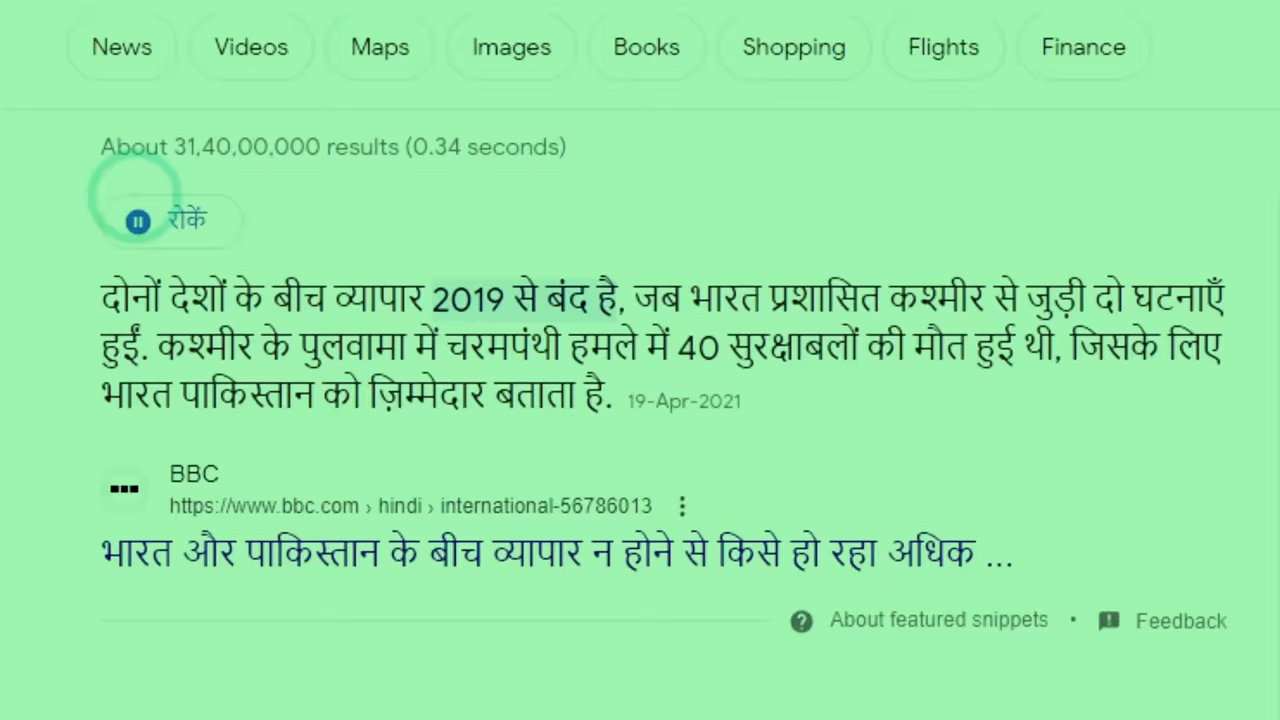 News Videos Maps Images Books Shopping Flights Finance
About 31,40,00,000 results (0.34 seconds)
रोकें
दोनों देशों के बीच व्यापार 2019 से बंद है, जब भारत प्रशासित कश्मीर से जुड़ी दो घटनाएँ
हुईं. कश्मीर के पुलवामा में चरमपंथी हमले में 40 सुरक्षाबलों की मौत हुई थी, जिसके लिए
भारत पाकिस्तान को ज़िम्मेदार बताता है. 19-Apr-2021
BBC
https://www.bbc.com › hindi › international-56786013
भारत और पाकिस्तान के बीच व्यापार न होने से किसे हो रहा अधिक ...
About featured snippets • Feedback